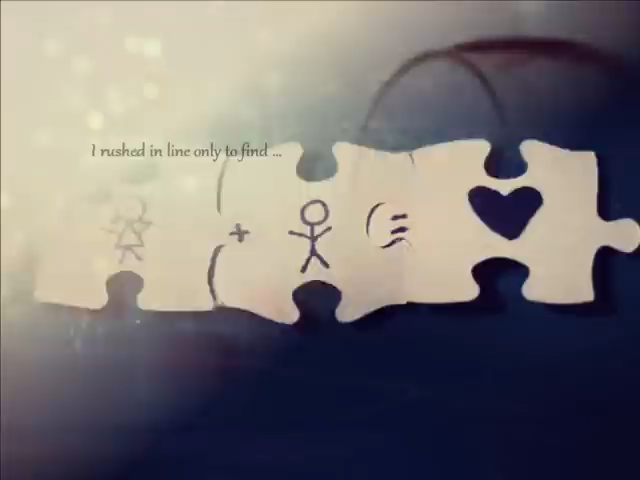 I rushed in line only to find ...
+ =